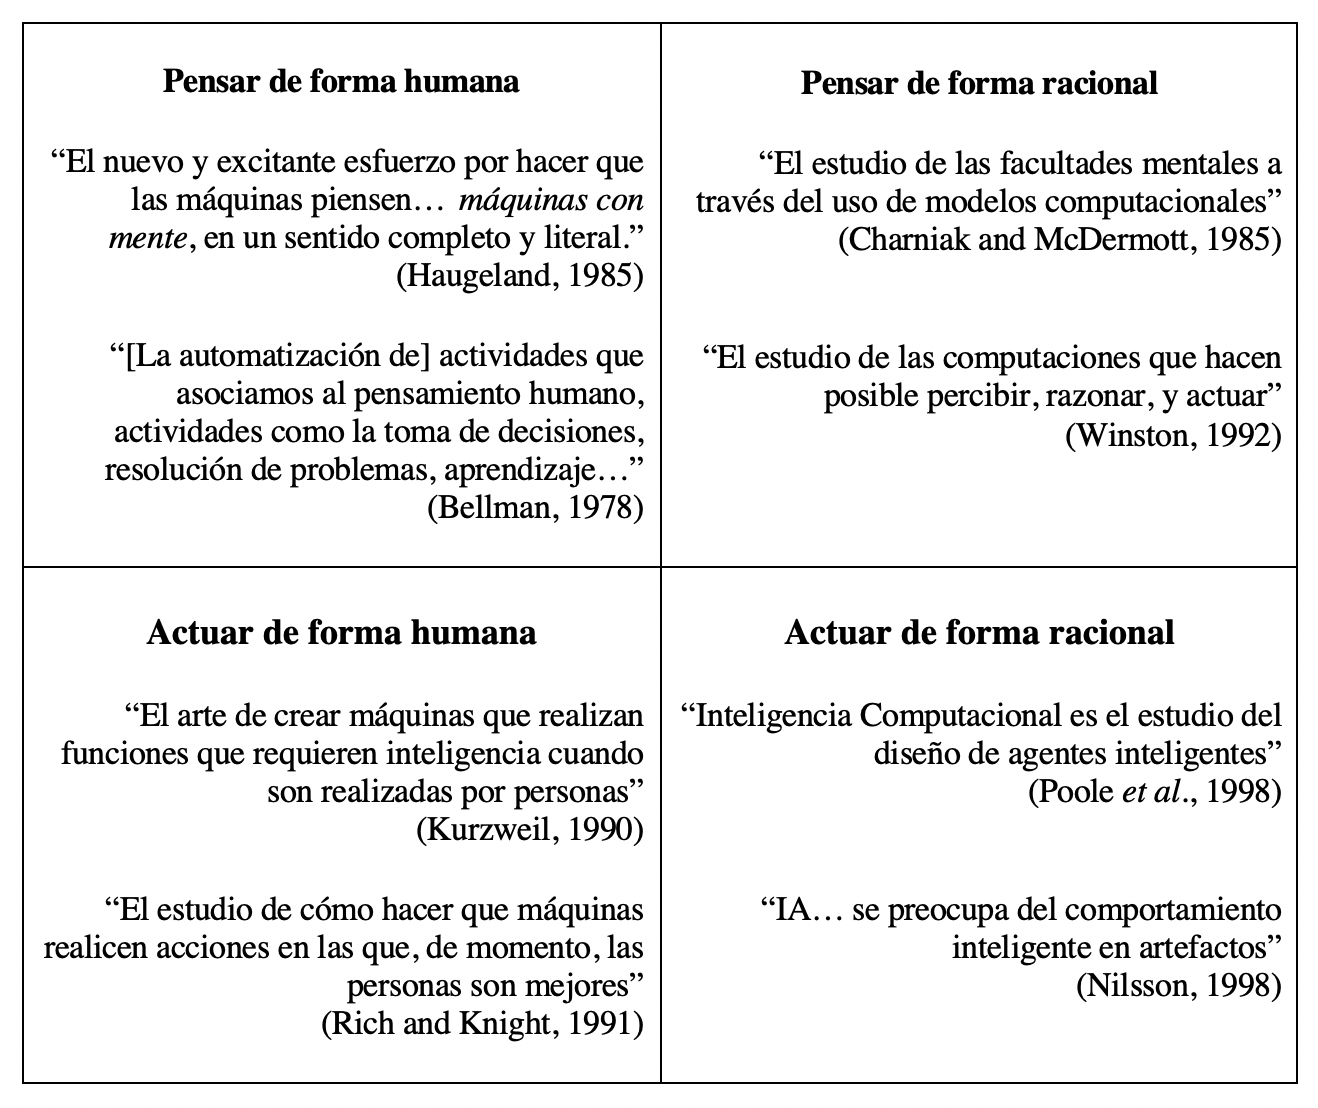 Pensar de forma humana
“El nuevo y excitante esfuerzo por hacer que
las máquinas piensen… máquinas con
mente, en un sentido completo y literal.”
(Haugeland, 1985)
“[La automatización de] actividades que
asociamos al pensamiento humano,
actividades como la toma de decisiones,
resolución de problemas, aprendizaje…”
(Bellman, 1978)
Pensar de forma racional
“El estudio de las facultades mentales a
través del uso de modelos computacionales”
(Charniak and McDermott, 1985)
“El estudio de las computaciones que hacen
posible percibir, razonar, y actuar”
(Winston, 1992)
Actuar de forma humana
“El arte de crear máquinas que realizan
funciones que requieren inteligencia cuando
son realizadas por personas”
(Kurzweil, 1990)
“El estudio de cómo hacer que máquinas
realicen acciones en las que, de momento, las
personas son mejores”
(Rich and Knight, 1991)
Actuar de forma racional
“Inteligencia Computacional es el estudio del
diseño de agentes inteligentes”
(Poole et al., 1998)
“IA… se preocupa del comportamiento
inteligente en artefactos”
(Nilsson, 1998)